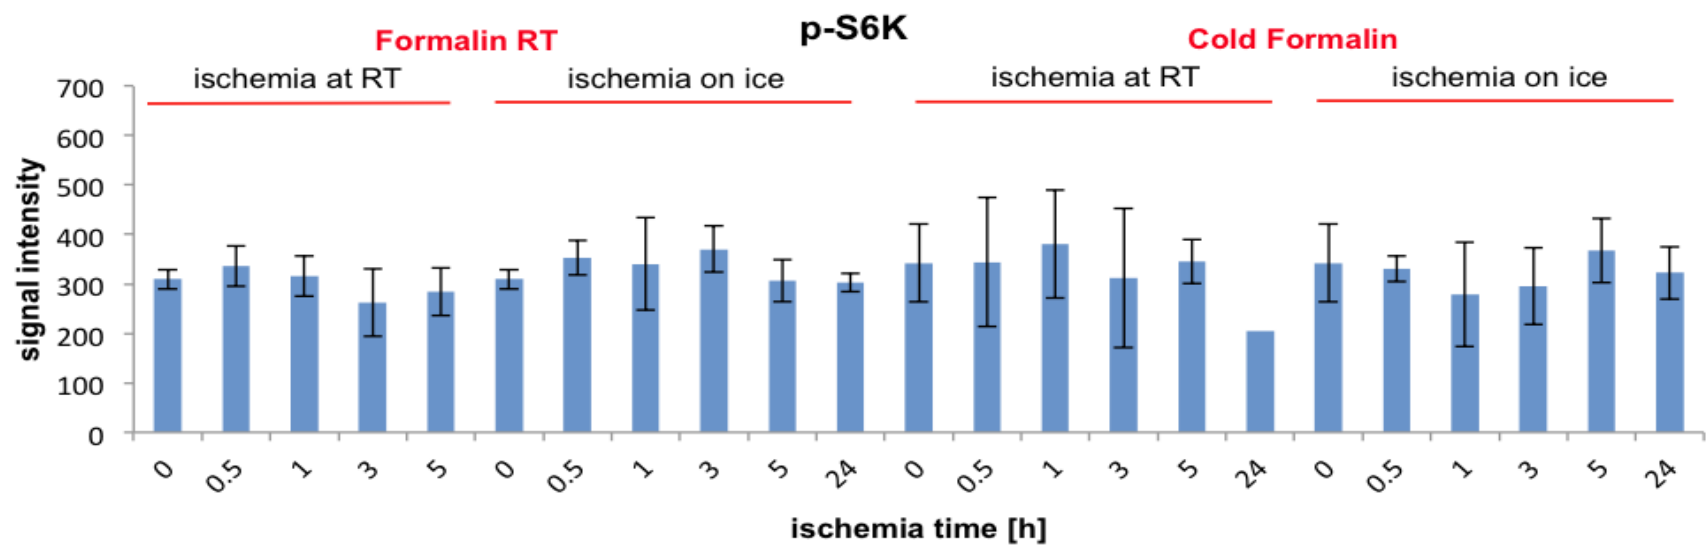 p-S6K
Formalin RT
Cold Formalin
ischemia at RT
ischemia on ice
ischemia at RT
ischemia on ice
signal intensity
700
600
500
400
300
200
100
0
0 0.5 1 3 5 0 0.5 1 3 5 24 0 0.5 1 3 5 24 0 0.5 1 3 5 24
ischemia time [h]